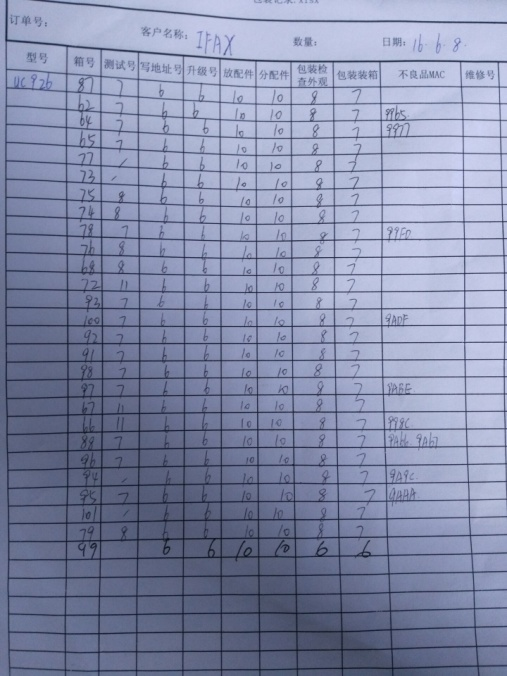 包装记录.xlsx
订单号: 客户名称: IFAX 数量: 日期: 16.6.8.
型号 箱号 测试号 写地址号 升级号 放配件 分配件 包装检查外观 包装装箱 不良品MAC 维修号
UC926 87 7 6 6 10 10 8 7
62 7 6 6 10 10 8 7 9965
64 7 6 6 10 10 8 7 9977
65 7 6 6 10 10 8 7
77 / 6 6 10 10 8 7
73 / 6 6 10 10 8 7
75 8 6 6 10 10 8 7
74 8 6 6 10 10 8 7
78 7 6 6 10 10 8 7 99FD
76 8 6 6 10 10 8 7
68 8 6 6 10 10 8 7
72 11 6 6 10 10 8 7
93 7 6 6 10 10 8 7
100 7 6 6 10 10 8 7 9ADF
92 7 6 6 10 10 8 7
91 7 6 6 10 10 8 7
98 7 6 6 10 10 8 7
97 7 6 6 10 10 8 7 9ABE
67 11 6 6 10 10 8 7
66 11 6 6 10 10 8 7 998C
88 7 6 6 10 10 8 7 9A66 9A67
96 7 6 6 10 10 8 7
94 / 6 6 10 10 8 7 9A9C
95 7 6 6 10 10 8 7 9AAA
101 / 6 6 10 10 8 7
79 8 6 6 10 10 8 7
99 6 6 10 10 6 6